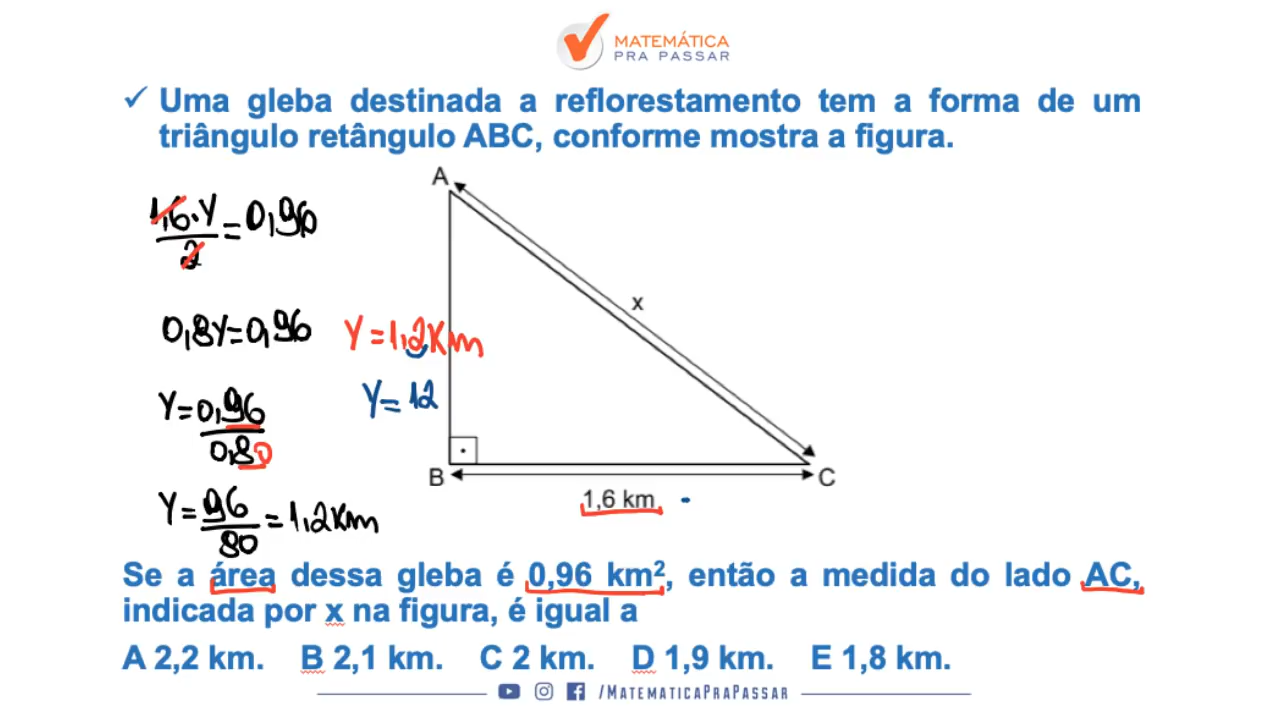 MATEMÁTICA
PRA PASSAR
✓ Uma gleba destinada a reflorestamento tem a forma de um
triângulo retângulo ABC, conforme mostra a figura.
A
1,6.Y/2=0,96
x
0,8Y=0,96
Y=1,2Km
Y=0,96/0,80
Y=12
B
C
1,6 km
Y=96/80=1,2Km
Se a área dessa gleba é 0,96 km², então a medida do lado AC,
indicada por x na figura, é igual a
A 2,2 km. B 2,1 km. C 2 km. D 1,9 km. E 1,8 km.
/MATEMATICAPRAPASSAR